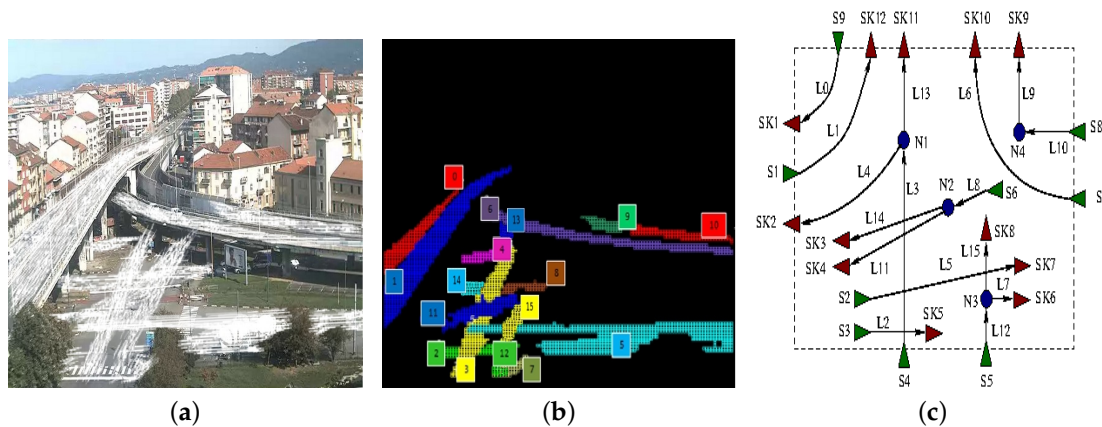 S9 SK12 SK11 SK10 SK9
L0 L1 L13 L6 L9
SK1 N1 N4 L10 S8
S1 L4 L3 N2 L8 S6 S
SK2 L14 SK3 SK8
SK4 L11 L5 L15 SK7
S2 N3 L7 SK6
S3 L2 SK5 L12
S4 S5
0
6 13 9 10
4
1 14 8
11 15
5
2 12
3 7
(a) (b) (c)